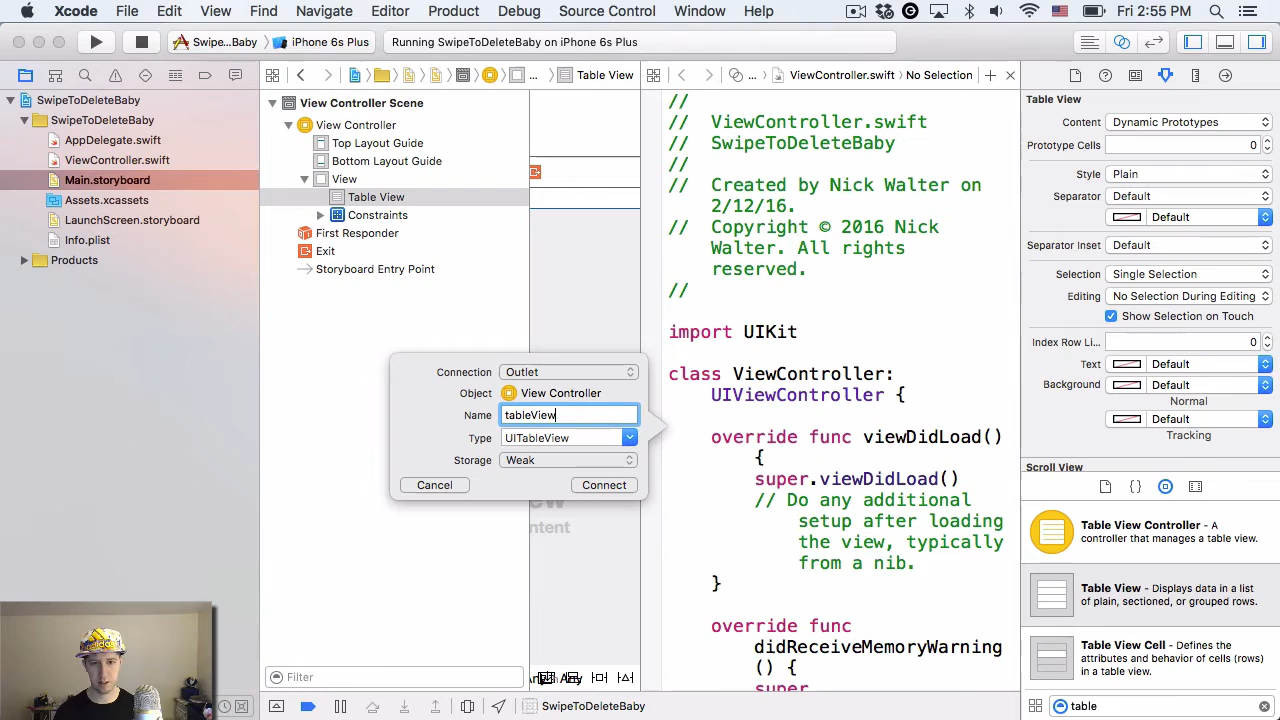 Xcode File Edit View Find Navigate Editor Product Debug Source Control Window Help Fri 2:55 PM
Swipe...Baby iPhone 6s Plus Running SwipeToDeleteBaby on iPhone 6s Plus
... Table View
... ViewController.swift No Selection
SwipeToDeleteBaby
SwipeToDeleteBaby
AppDelegate.swift
ViewController.swift
Main.storyboard
Assets.xcassets
LaunchScreen.storyboard
Info.plist
Products
View Controller Scene
View Controller
Top Layout Guide
Bottom Layout Guide
View
Table View
Constraints
First Responder
Exit
Storyboard Entry Point
Connection Outlet
Object View Controller
Name tableView
Type UITableView
Storage Weak
Cancel Connect
Filter
//
// ViewController.swift
// SwipeToDeleteBaby
//
// Created by Nick Walter on
2/12/16.
// Copyright © 2016 Nick
Walter. All rights
reserved.
//
import UIKit
class ViewController:
UIViewController {
override func viewDidLoad()
{
super.viewDidLoad()
// Do any additional
setup after loading
the view, typically
from a nib.
}
override func
didReceiveMemoryWarning
() {
super
SwipeToDeleteBaby
Table View
Content Dynamic Prototypes
Prototype Cells 0
Style Plain
Separator Default
Default
Separator Inset Default
Selection Single Selection
Editing No Selection During Editing
Show Selection on Touch
Index Row Li... 0
Text Default
Background Default
Normal
Default
Tracking
Scroll View
Table View Controller - A
controller that manages a table view.
Table View - Displays data in a list
of plain, sectioned, or grouped rows.
Table View Cell - Defines the
attributes and behavior of cells (rows)
in a table view.
table